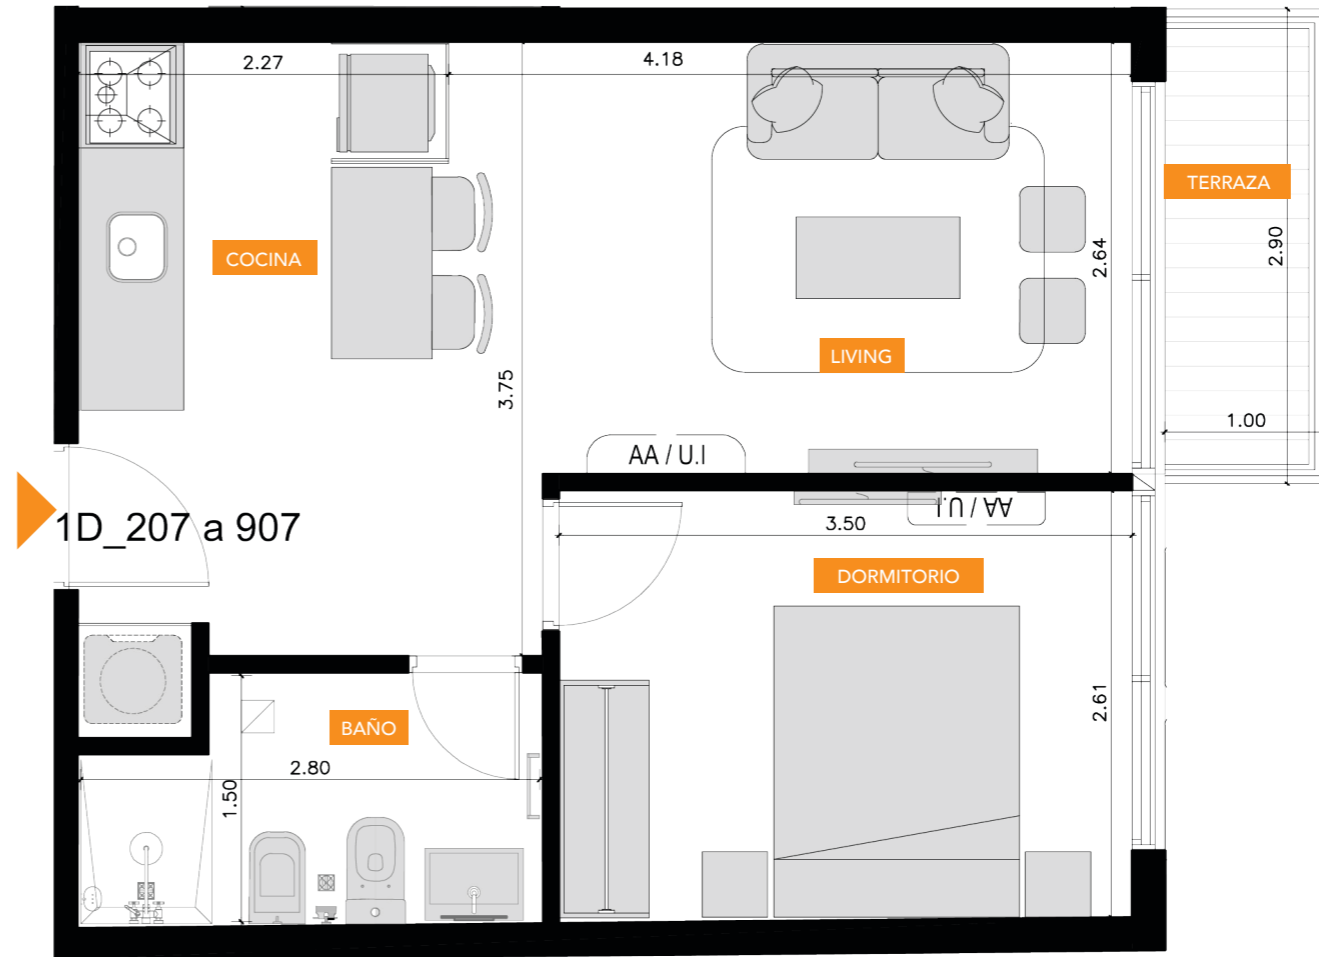 2.27
4.18
TERRAZA
COCINA
2.64
2.90
LIVING
3.75
1.00
AA / U.I
AA / U.I
3.50
1D_207 a 907
DORMITORIO
2.61
BAÑO
2.80
1.50